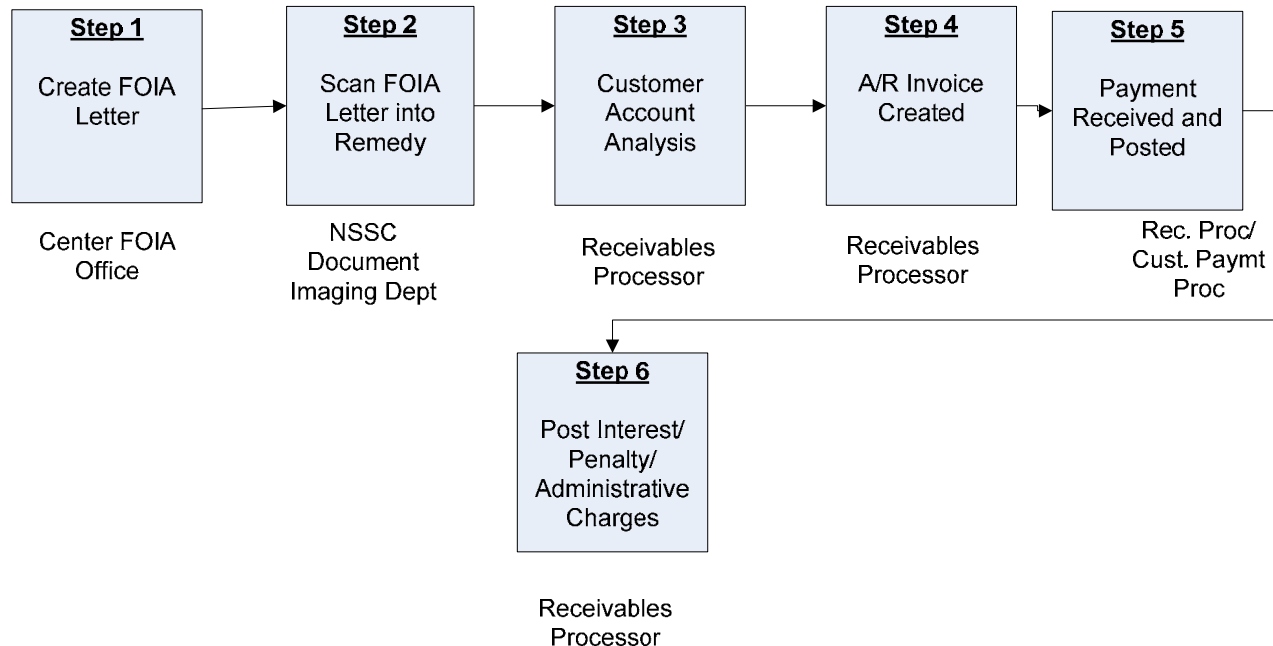 Step 1
Create FOIA
Letter
Center FOIA
Office
Step 2
Scan FOIA
Letter into
Remedy
NSSC
Document
Imaging Dept
Step 3
Customer
Account
Analysis
Receivables
Processor
Step 4
A/R Invoice
Created
Receivables
Processor
Step 5
Payment
Received and
Posted
Rec. Proc/
Cust. Paymt
Proc
Step 6
Post Interest/
Penalty/
Administrative
Charges
Receivables
Processor